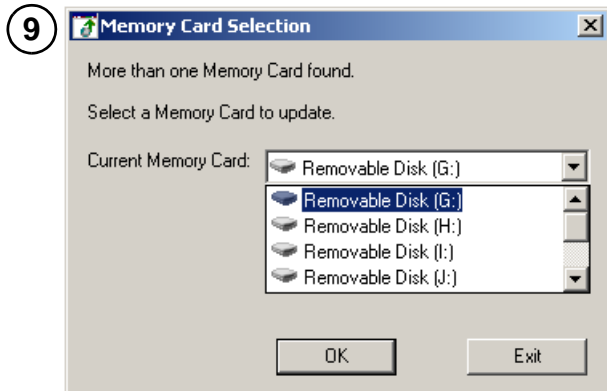 9
Memory Card Selection
More than one Memory Card found.
Select a Memory Card to update.
Current Memory Card: Removable Disk (G:)
Removable Disk (G:)
Removable Disk (H:)
Removable Disk (I:)
Removable Disk (J:)
OK Exit